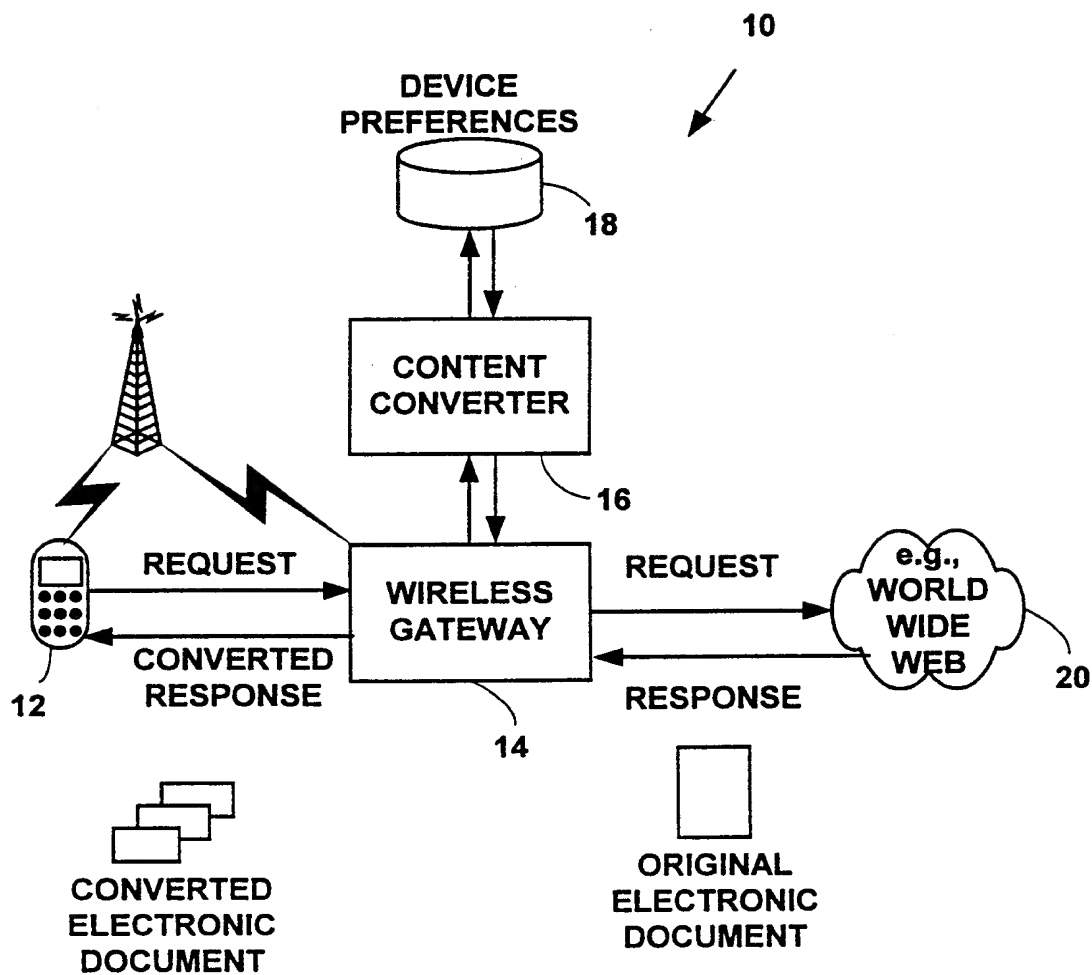 10
DEVICE
PREFERENCES
18
CONTENT
CONVERTER
16
REQUEST
WIRELESS
GATEWAY
REQUEST
e.g.,
WORLD
WIDE
WEB
CONVERTED
RESPONSE
RESPONSE
12
14
20
CONVERTED
ELECTRONIC
DOCUMENT
ORIGINAL
ELECTRONIC
DOCUMENT